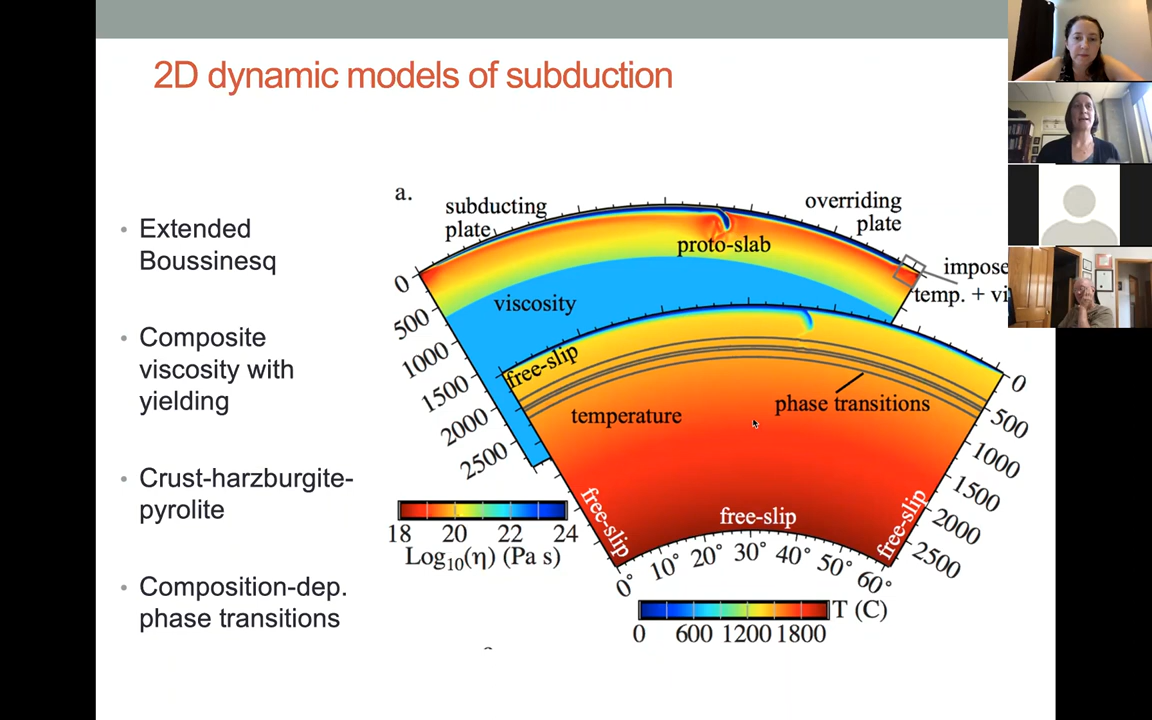 2D dynamic models of subduction
• Extended
Boussinesq
• Composite
viscosity with
yielding
• Crust-harzburgite-
pyrolite
• Composition-dep.
phase transitions
a.
subducting
plate
overriding
plate
proto-slab
impose
temp. + vi
viscosity
0
500
1000
1500
2000
2500
free-slip
temperature
phase transitions
0
500
1000
1500
2000
2500
free-slip
free-slip
free-slip
0° 10° 20° 30° 40° 50° 60°
18 20 22 24
Log10(η) (Pa s)
T (C)
0 600 1200 1800